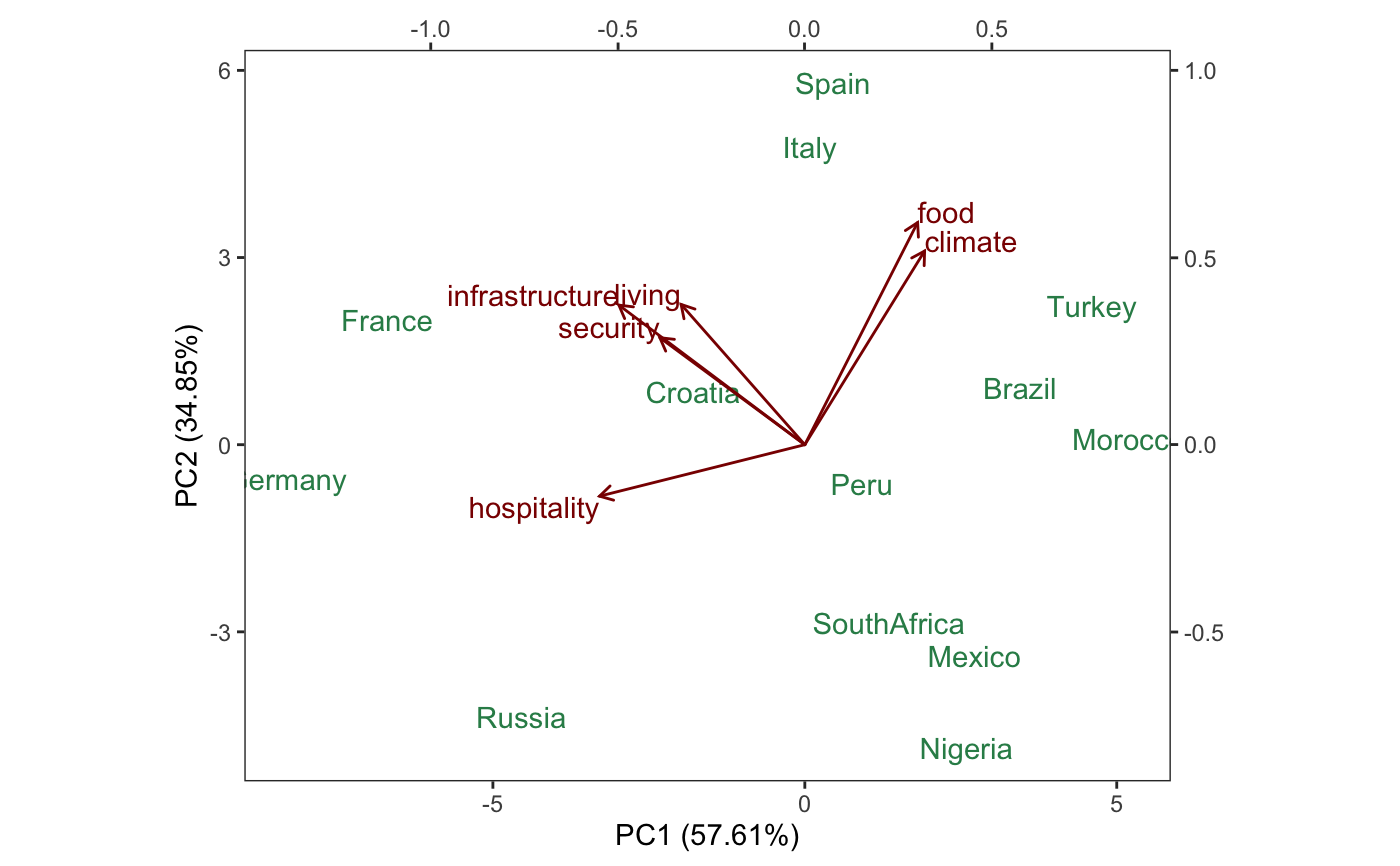 -1.0 -0.5 0.0 0.5
6 Spain 1.0
Italy
food
climate
3 0.5
infrastructure living
Turkey
France
security
Croatia
Brazil
Morocc
0 0.0
ermany
Peru
hospitality
SouthAfrica
-3 -0.5
Mexico
Russia
Nigeria
-5 0 5
PC1 (57.61%)
PC2 (34.85%)